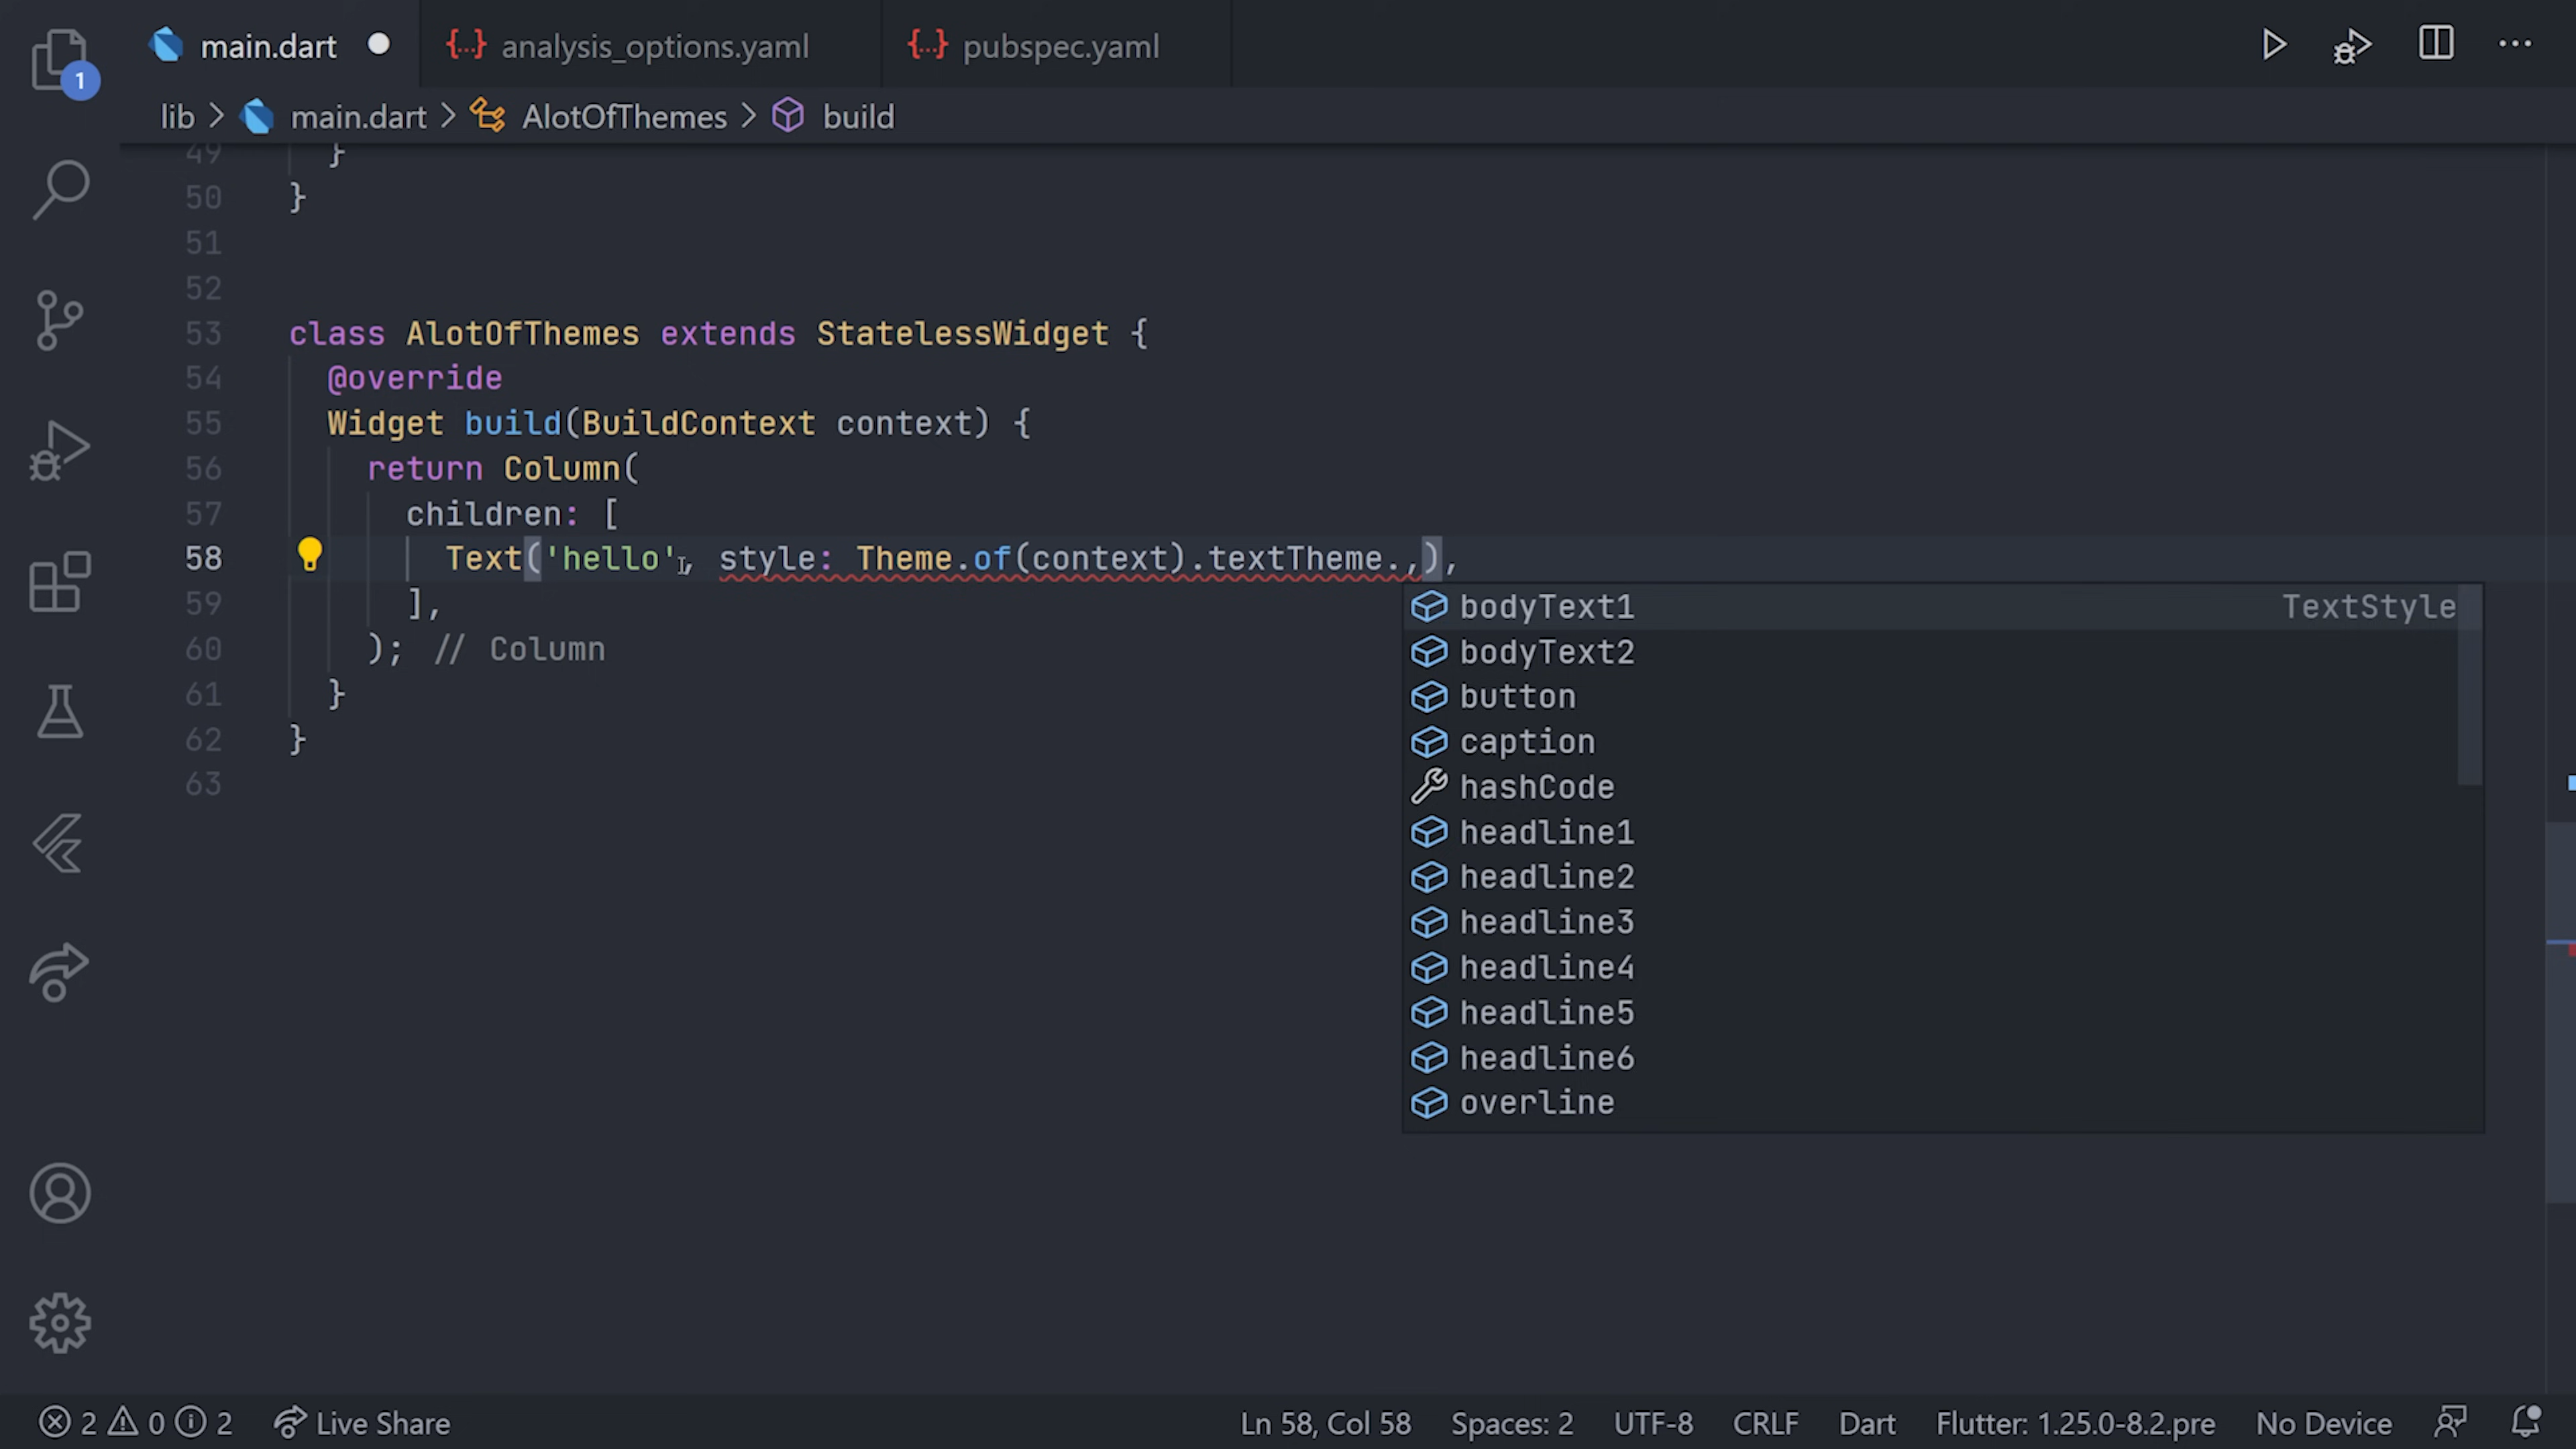 main.dart
{...} analysis_options.yaml
{...} pubspec.yaml
1
lib > main.dart > AlotOfThemes > build
49 }
50 }
51
52
53 class AlotOfThemes extends StatelessWidget {
54 @override
55 Widget build(BuildContext context) {
56 return Column(
57 children: [
58 Text('hello', style: Theme.of(context).textTheme.,),
59 ],
60 ); // Column
61 }
62 }
63
bodyText1 TextStyle
bodyText2
button
caption
hashCode
headline1
headline2
headline3
headline4
headline5
headline6
overline
2 0 2 Live Share Ln 58, Col 58 Spaces: 2 UTF-8 CRLF Dart Flutter: 1.25.0-8.2.pre No Device